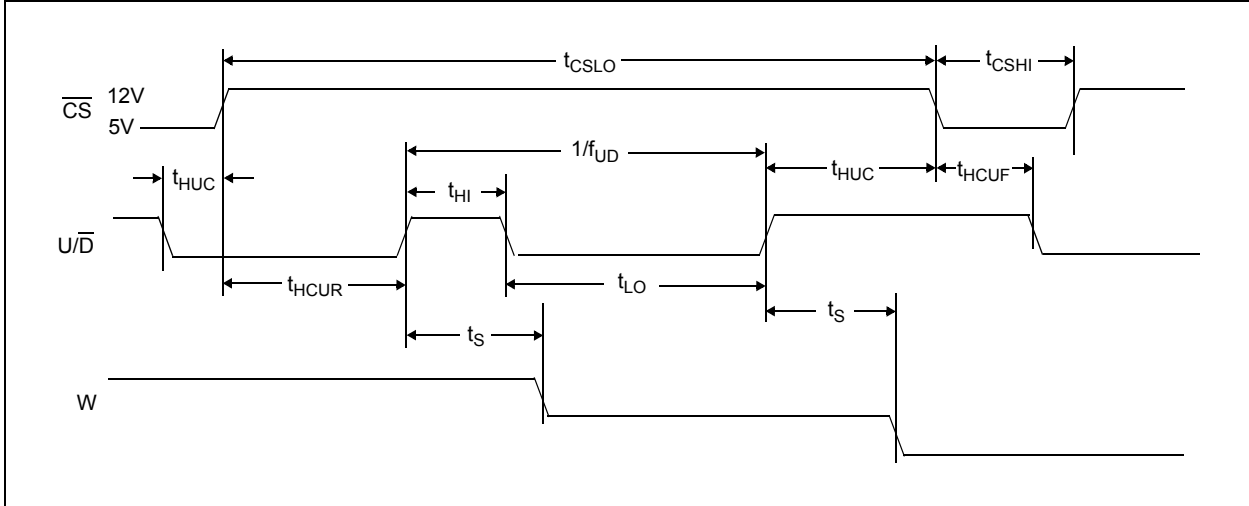 tCSLO
tCSHI
CS 12V
5V
1/fUD
tHUC
tHUC
tHCUF
tHI
U/D
tHCUR
tLO
tS
tS
W